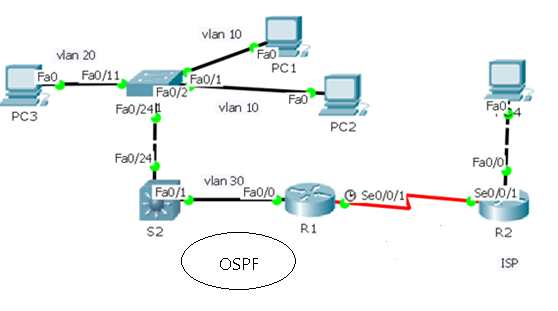 vlan 10
vlan 20
Fa0
PC1
Fa0
Fa0/11
Fa0/1
Fa0/2
PC3
vlan 10
Fa0
PC2
Fa0
Fa0/24
Fa0/24
Fa0/0
Fa0/1
vlan 30
Fa0/0
Se0/0/1
Se0/0/1
S2
R1
R2
OSPF
ISP